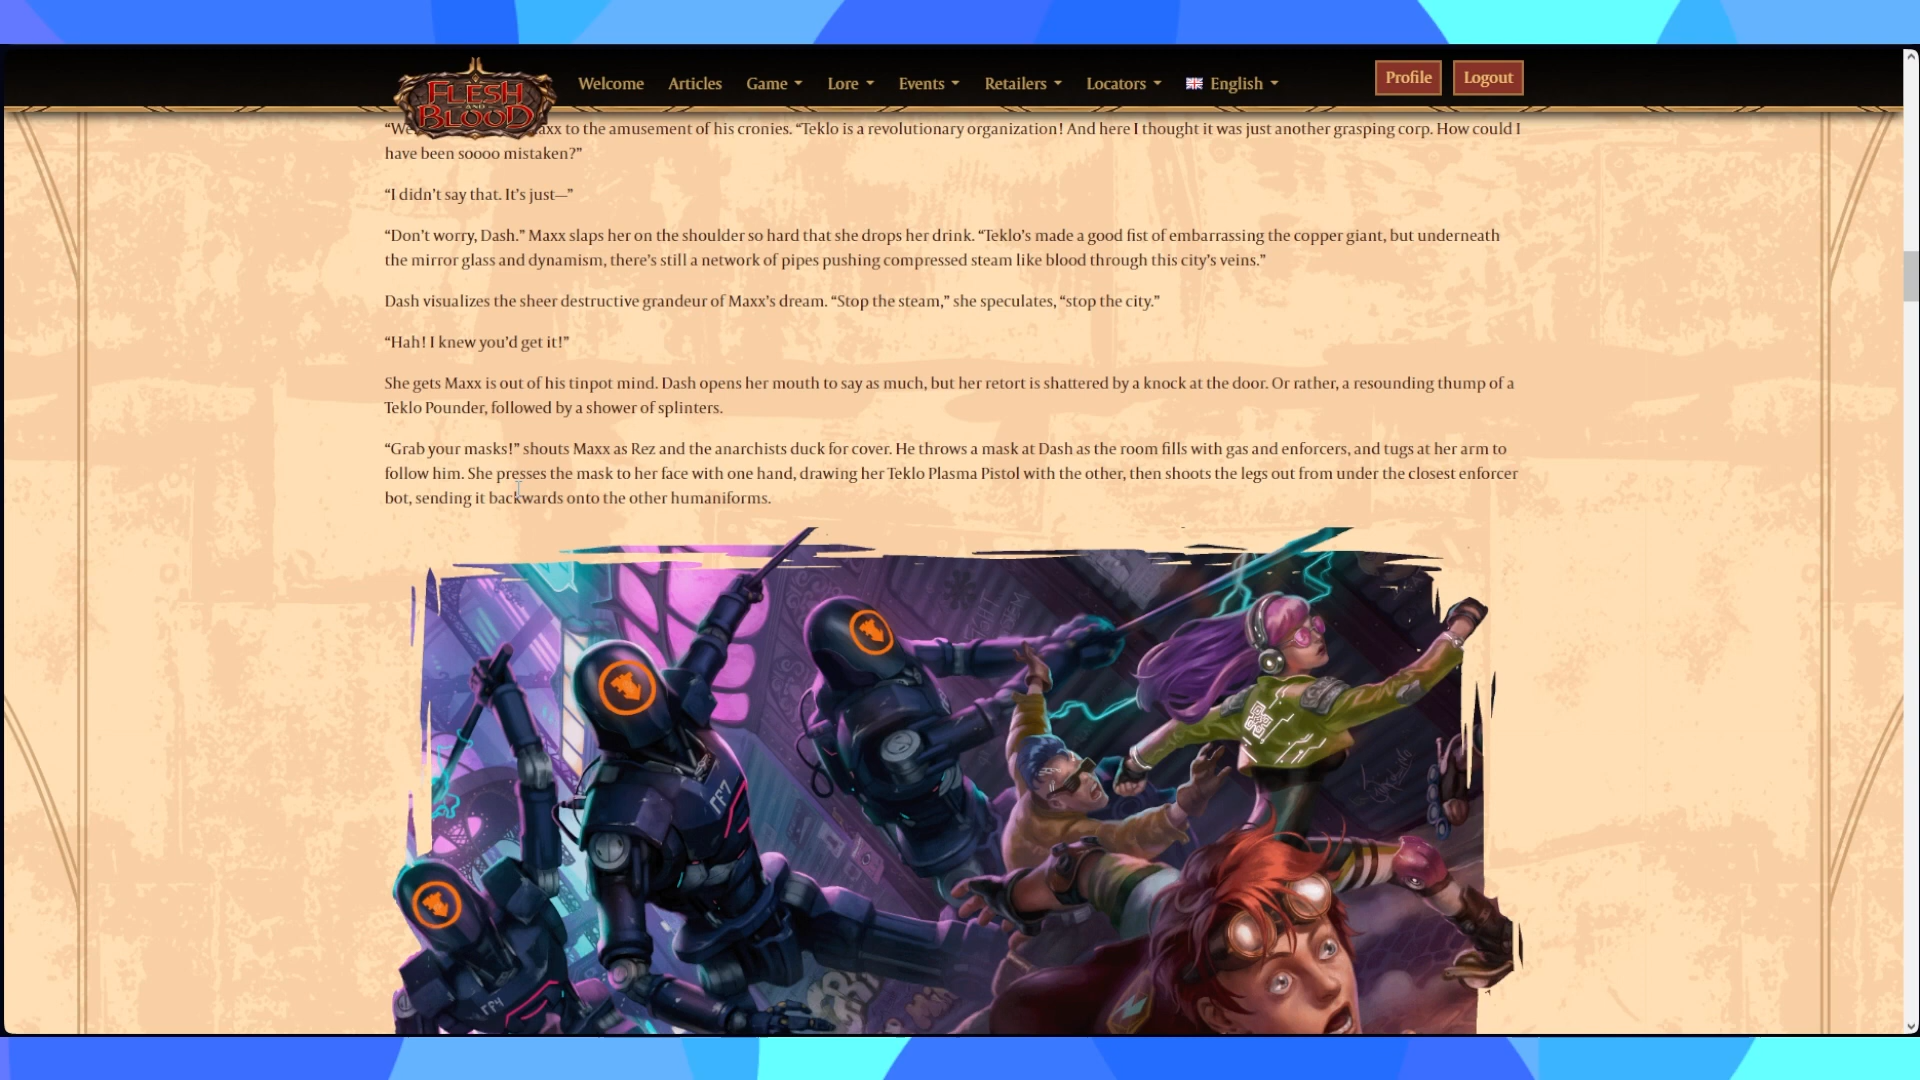 FLESH
AND
BLOOD
Welcome
Articles
Game
Lore
Events
Retailers
Locators
English
Profile
Logout
“We axx to the amusement of his cronies. “Teklo is a revolutionary organization! And here I thought it was just another grasping corp. How could I
have been soooo mistaken?”
“I didn’t say that. It’s just—”
“Don’t worry, Dash.” Maxx slaps her on the shoulder so hard that she drops her drink. “Teklo’s made a good fist of embarrassing the copper giant, but underneath
the mirror glass and dynamism, there’s still a network of pipes pushing compressed steam like blood through this city’s veins.”
Dash visualizes the sheer destructive grandeur of Maxx’s dream. “Stop the steam,” she speculates, “stop the city.”
“Hah! I knew you’d get it!”
She gets Maxx is out of his tinpot mind. Dash opens her mouth to say as much, but her retort is shattered by a knock at the door. Or rather, a resounding thump of a
Teklo Pounder, followed by a shower of splinters.
“Grab your masks!” shouts Maxx as Rez and the anarchists duck for cover. He throws a mask at Dash as the room fills with gas and enforcers, and tugs at her arm to
follow him. She presses the mask to her face with one hand, drawing her Teklo Plasma Pistol with the other, then shoots the legs out from under the closest enforcer
bot, sending it backwards onto the other humaniforms.